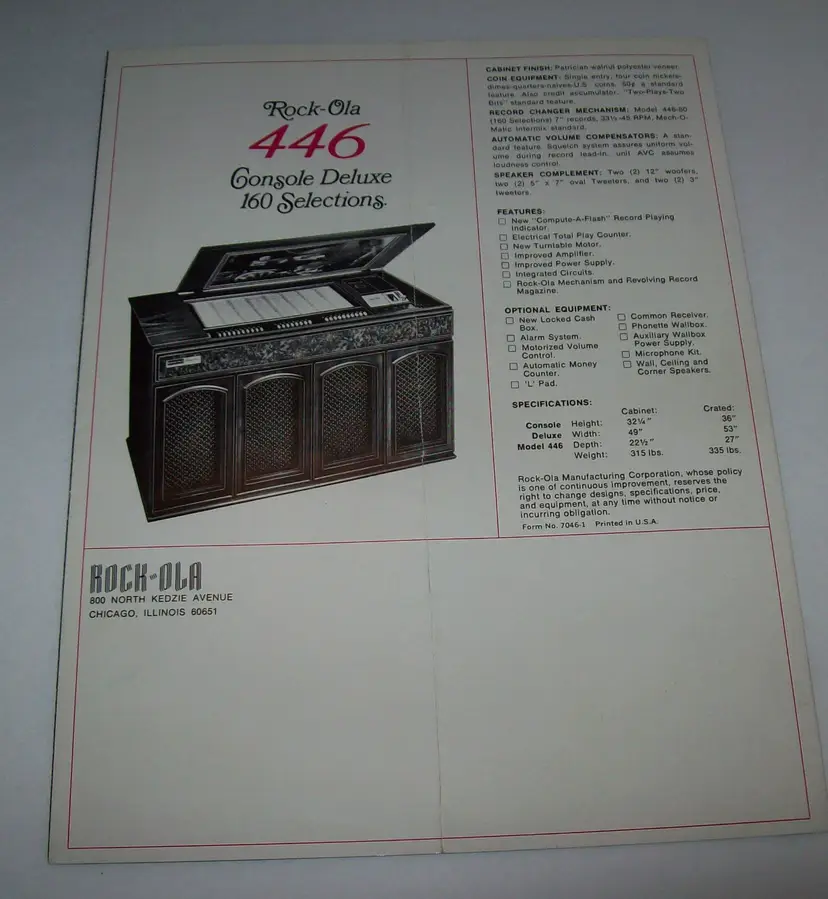 Rock-Ola
446
Console Deluxe
160 Selections.
CABINET FINISH: Patrician walnut polyester veneer.
COIN EQUIPMENT: Single entry, four coin nickels-
dimes-quarters-halves-U.S. coins. 50¢ a standard
feature. Also credit accumulator. "Two-Plays-Two
Bits" standard feature.
RECORD CHANGER MECHANISM: Model 446-60
(160 Selections) 7" records, 33⅓-45 RPM, Mech-O-
Matic Intermix standard.
AUTOMATIC VOLUME COMPENSATORS: A stan-
dard feature. Squelch system assures uniform vol-
ume during record lead-in, unit AVC assumes
loudness control.
SPEAKER COMPLEMENT: Two (2) 12" woofers,
two (2) 5" x 7" oval Tweeters, and two (2) 3"
tweeters.
FEATURES:
☐ New "Compute-A-Flash" Record Playing
Indicator.
☐ Electrical Total Play Counter.
☐ New Turntable Motor.
☐ Improved Amplifier.
☐ Improved Power Supply.
☐ Integrated Circuits.
☐ Rock-Ola Mechanism and Revolving Record
Magazine.
OPTIONAL EQUIPMENT:
☐ New Locked Cash
Box.
☐ Alarm System.
☐ Motorized Volume
Control.
☐ Automatic Money
Counter.
☐ 'L' Pad.
☐ Common Receiver.
☐ Phonette Wallbox.
☐ Auxiliary Wallbox
Power Supply.
☐ Microphone Kit.
☐ Wall, Ceiling and
Corner Speakers.
SPECIFICATIONS:
Cabinet: Crated:
Console Height: 32¼" 36"
Deluxe Width: 49" 53"
Model 446 Depth: 22½" 27"
Weight: 315 lbs. 335 lbs.
Rock-Ola Manufacturing Corporation, whose policy
is one of continuous improvement, reserves the
right to change designs, specifications, price,
and equipment, at any time without notice or
incurring obligation.
Form No. 7046-1 Printed in U.S.A.
ROCK-OLA
800 NORTH KEDZIE AVENUE
CHICAGO, ILLINOIS 60651